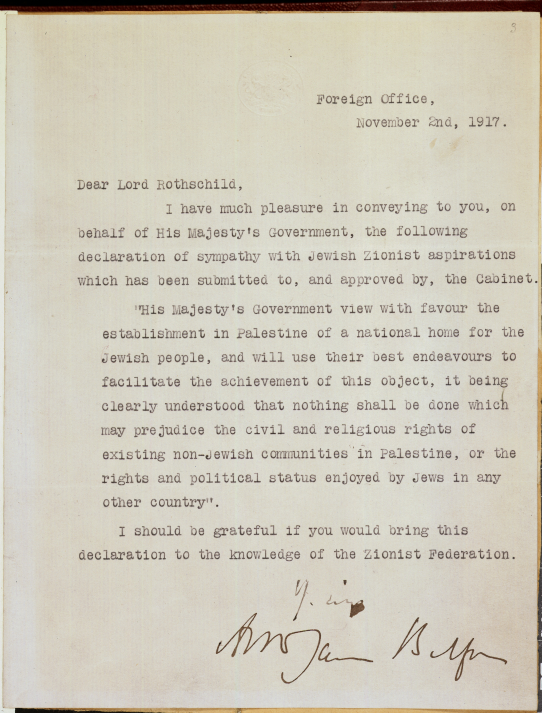 3
Foreign Office,
November 2nd, 1917.
Dear Lord Rothschild,
I have much pleasure in conveying to you, on
behalf of His Majesty's Government, the following
declaration of sympathy with Jewish Zionist aspirations
which has been submitted to, and approved by, the Cabinet.
"His Majesty's Government view with favour the
establishment in Palestine of a national home for the
Jewish people, and will use their best endeavours to
facilitate the achievement of this object, it being
clearly understood that nothing shall be done which
may prejudice the civil and religious rights of
existing non-Jewish communities in Palestine, or the
rights and political status enjoyed by Jews in any
other country".
I should be grateful if you would bring this
declaration to the knowledge of the Zionist Federation.
Balfour